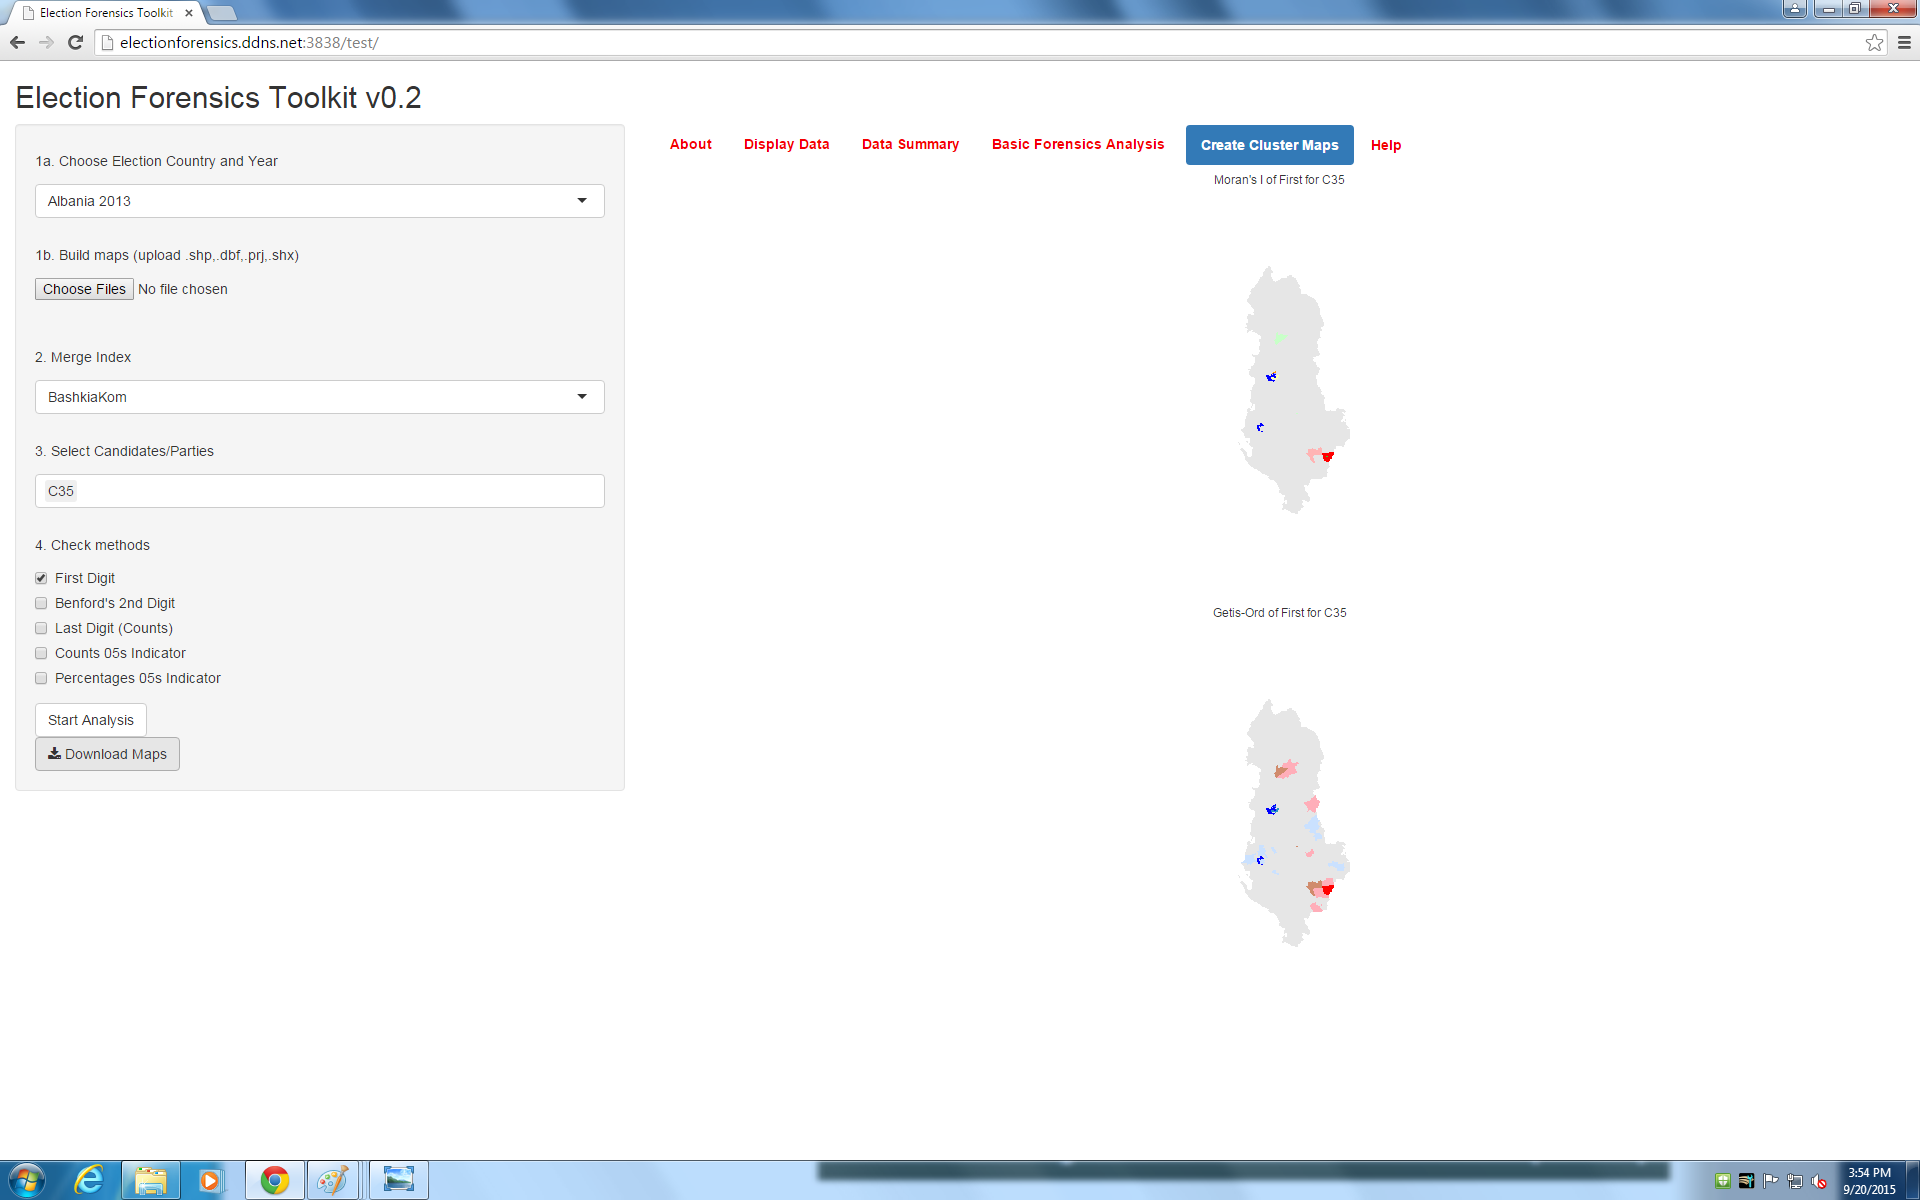 Election Forensics Toolkit
electionforensics.ddns.net:3838/test/
Election Forensics Toolkit v0.2
1a. Choose Election Country and Year
Albania 2013
1b. Build maps (upload .shp,.dbf,.prj,.shx)
Choose Files No file chosen
2. Merge Index
BashkiaKom
3. Select Candidates/Parties
C35
4. Check methods
First Digit
Benford's 2nd Digit
Last Digit (Counts)
Counts 05s Indicator
Percentages 05s Indicator
Start Analysis
Download Maps
About Display Data Data Summary Basic Forensics Analysis Create Cluster Maps Help
Moran's I of First for C35
Getis-Ord of First for C35
3:54 PM
9/20/2015